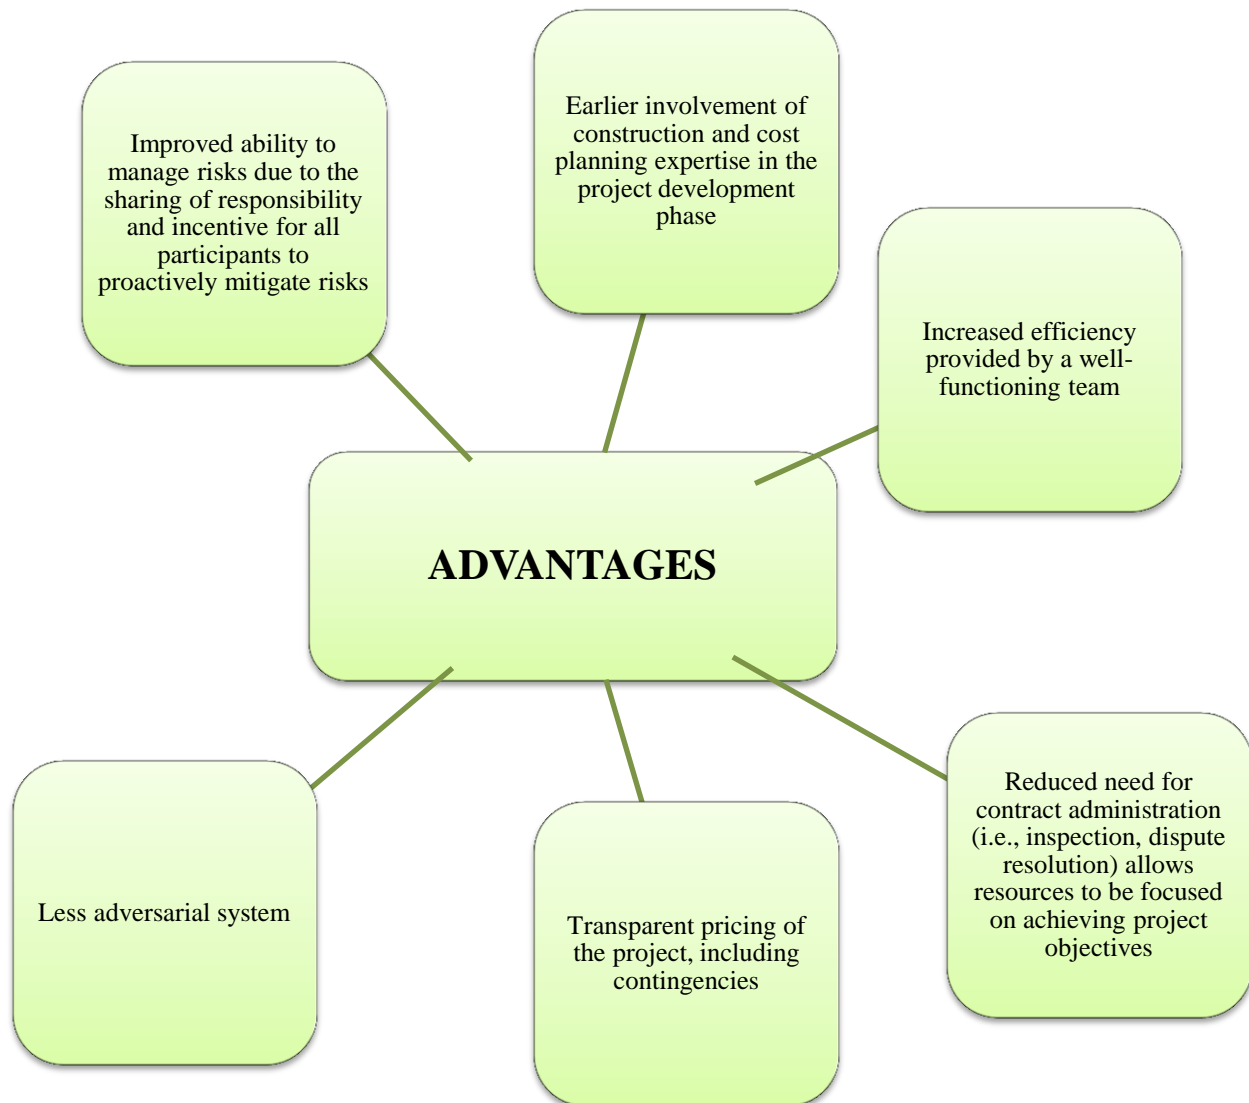 Improved ability to
manage risks due to the
sharing of responsibility
and incentive for all
participants to
proactively mitigate risks
Earlier involvement of
construction and cost
planning expertise in the
project development
phase
Increased efficiency
provided by a well-
functioning team
ADVANTAGES
Less adversarial system
Transparent pricing of
the project, including
contingencies
Reduced need for
contract administration
(i.e., inspection, dispute
resolution) allows
resources to be focused
on achieving project
objectives